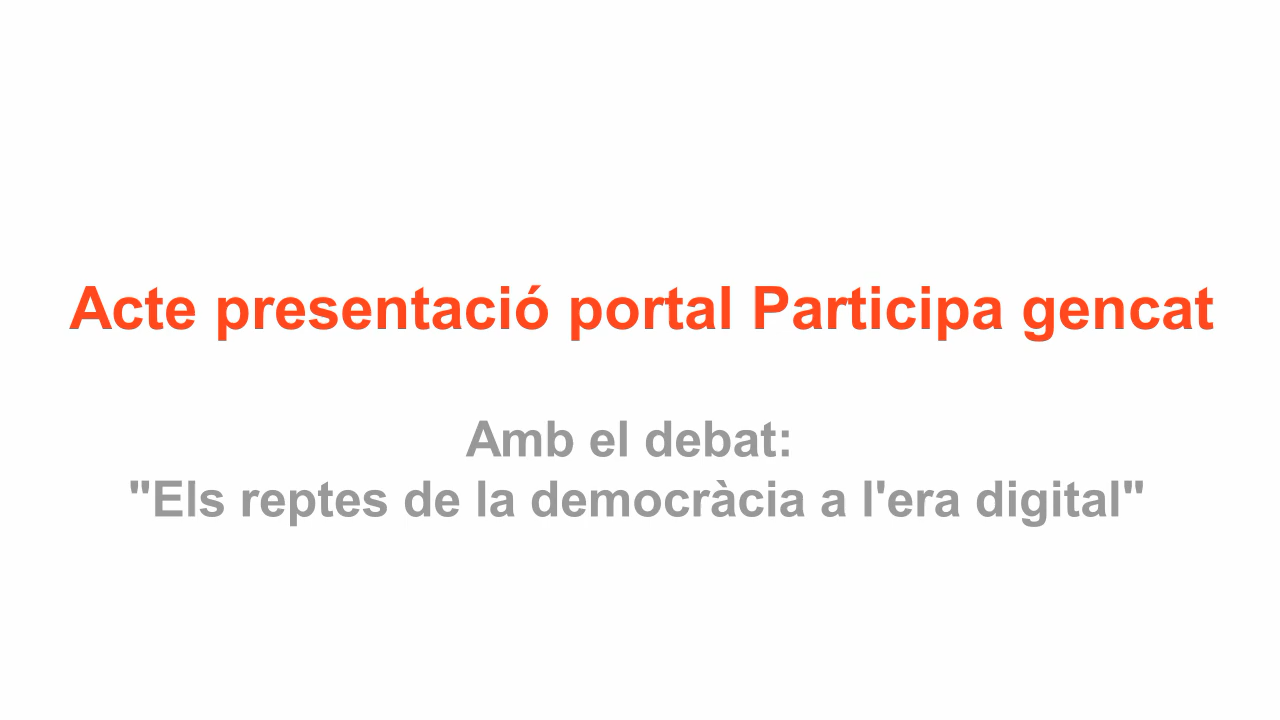 Acte presentació portal Participa gencat
Amb el debat:
"Els reptes de la democràcia a l'era digital"